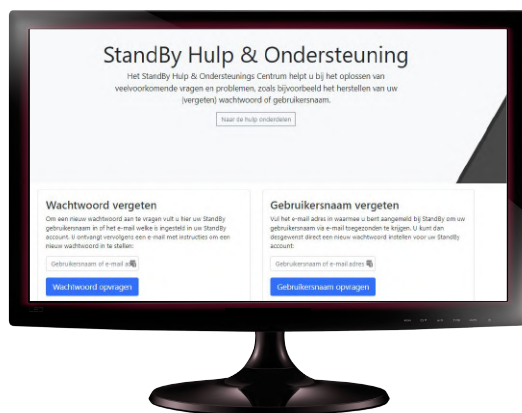 StandBy Hulp & Ondersteuning
Het StandBy Hulp & Ondersteunings Centrum helpt u bij het oplossen van
veelvoorkomende vragen en problemen, zoals bijvoorbeeld het herstellen van uw
(vergeten) wachtwoord of gebruikersnaam.
Naar de hulp onderdelen
Wachtwoord vergeten
Om een nieuw wachtwoord aan te vragen vult u hier uw StandBy
gebruikersnaam in of het e-mail welke is ingesteld in uw StandBy
account. U ontvangt vervolgens een e-mail met instructies om een
nieuw wachtwoord in te stellen:
Gebruikersnaam of e-mail ad
Wachtwoord opvragen
Gebruikersnaam vergeten
Vul het e-mail adres in waarmee u bent aangemeld bij StandBy om uw
gebruikersnaam via e-mail toegezonden te krijgen. U kunt dan
desgewenst direct een nieuw wachtwoord instellen voor uw StandBy
account:
Gebruikersnaam of e-mail adres
Gebruikersnaam opvragen